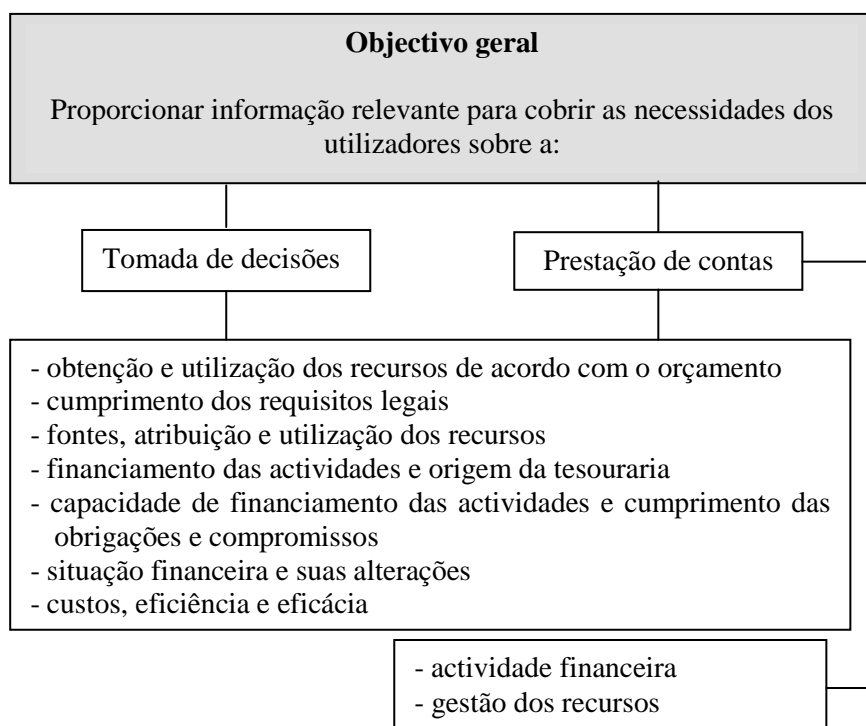 Objectivo geral
Proporcionar informação relevante para cobrir as necessidades dos
utilizadores sobre a:
Tomada de decisões
Prestação de contas
- obtenção e utilização dos recursos de acordo com o orçamento
- cumprimento dos requisitos legais
- fontes, atribuição e utilização dos recursos
- financiamento das actividades e origem da tesouraria
- capacidade de financiamento das actividades e cumprimento das
obrigações e compromissos
- situação financeira e suas alterações
- custos, eficiência e eficácia
- actividade financeira
- gestão dos recursos